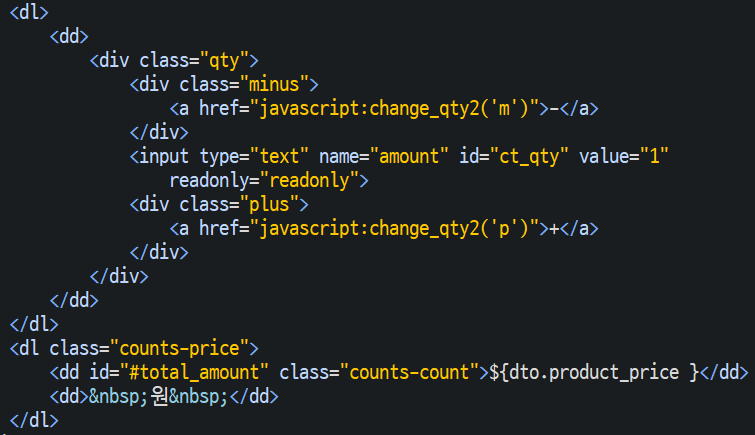 <dl>
    <dd>
        <div class="qty">
            <div class="minus">
                <a href="javascript:change_qty2('m')">-</a>
            </div>
            <input type="text" name="amount" id="ct_qty" value="1"
                readonly="readonly">
            <div class="plus">
                <a href="javascript:change_qty2('p')">+</a>
            </div>
        </div>
    </dd>
</dl>
<dl class="counts-price">
    <dd id="#total_amount" class="counts-count">${dto.product_price }</dd>
    <dd>&nbsp;원&nbsp;</dd>
</dl>